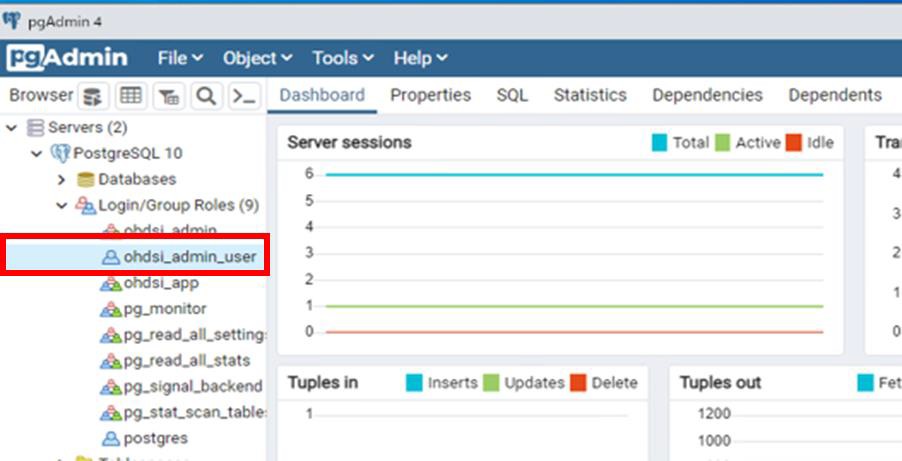 pgAdmin 4
pgAdmin File Object Tools Help
Browser Dashboard Properties SQL Statistics Dependencies Dependents
Servers (2)
PostgreSQL 10
Databases
Login/Group Roles (9)
ohdsi_admin
ohdsi_admin_user
ohdsi_app
pg_monitor
pg_read_all_setting
pg_read_all_stats
pg_signal_backend
pg_stat_scan_table
postgres
Server sessions Total Active Idle
6
5
4
3
2
1
0
Tra
4
3
2
1
0
Tuples in Inserts Updates Delete
1
Tuples out Fet
1200
1000